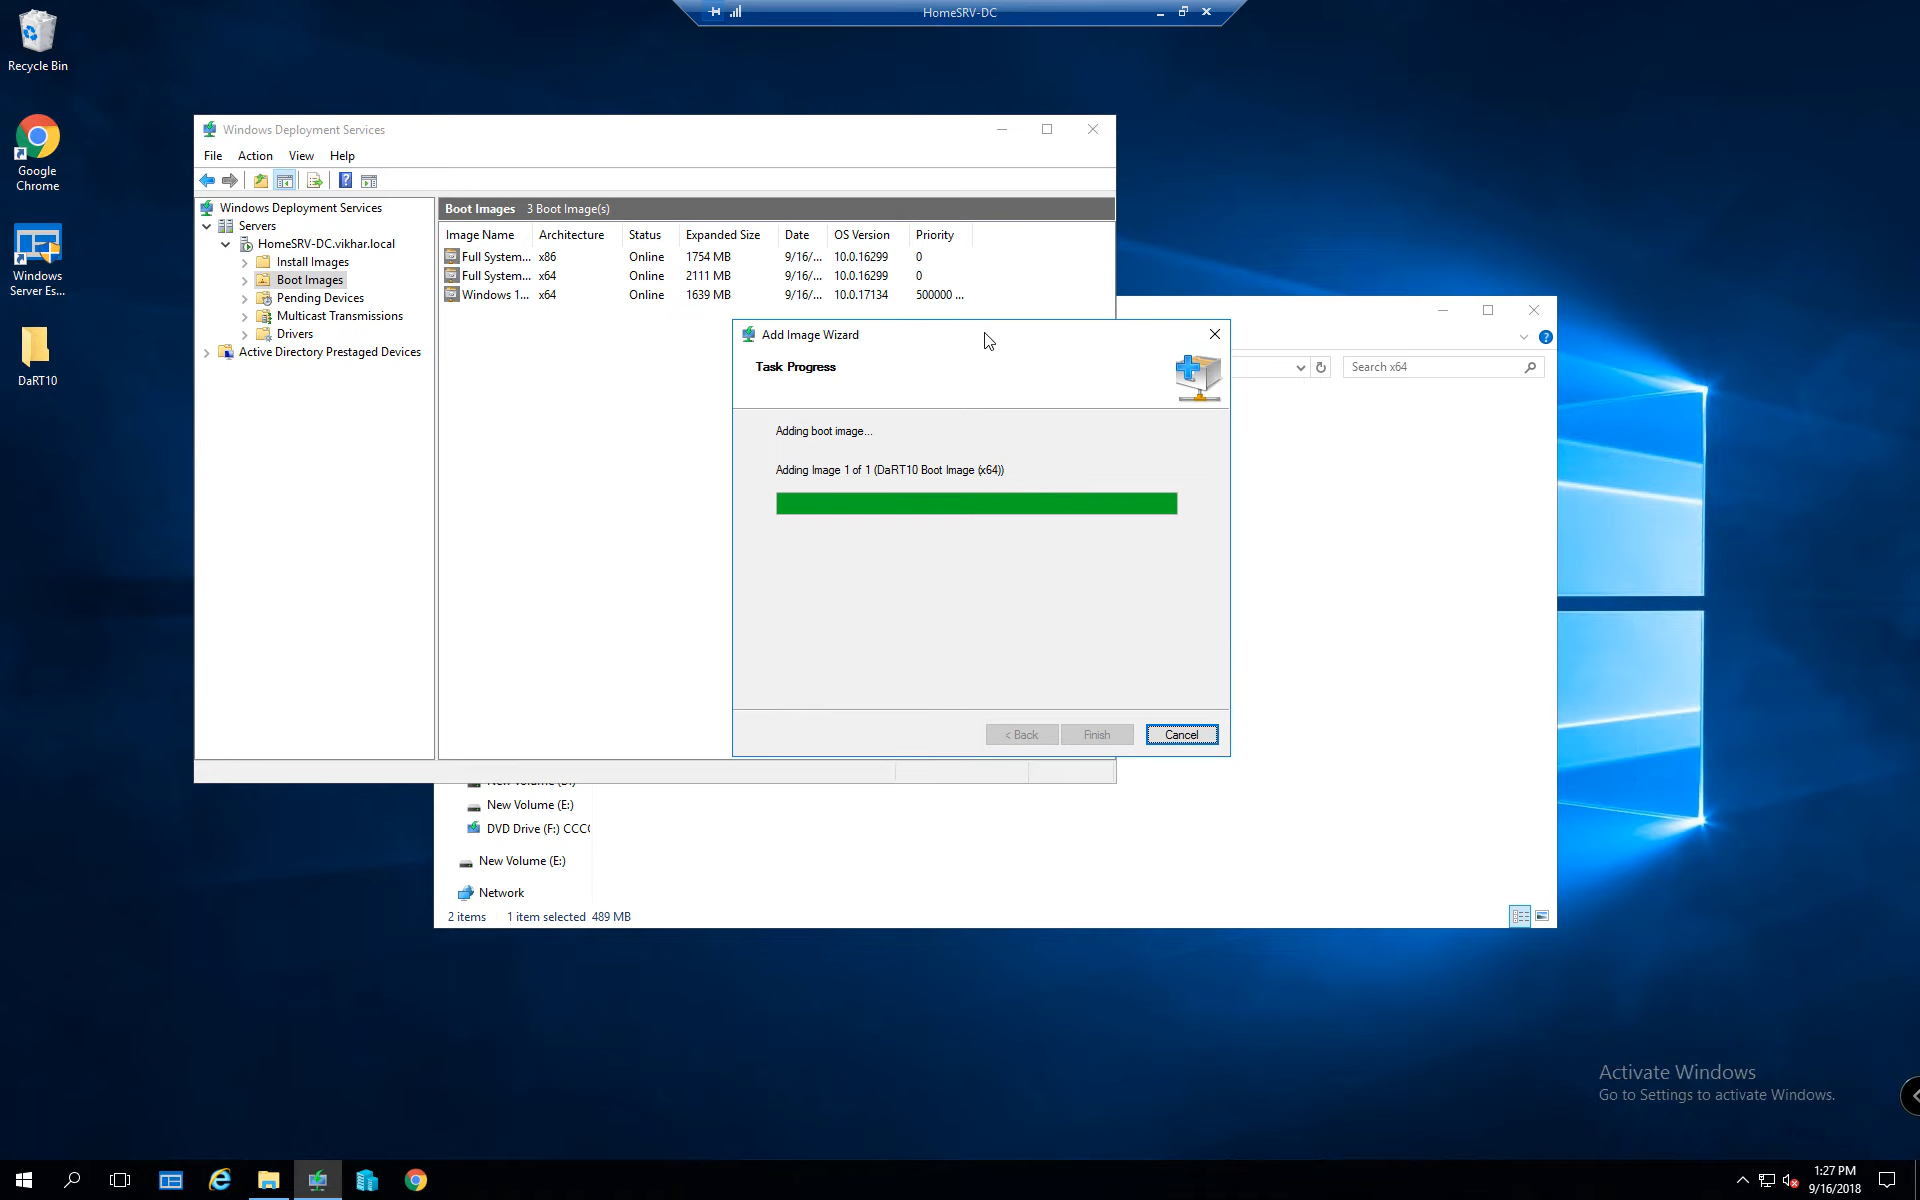 HomeSRV-DC
Recycle Bin
Google
Chrome
Windows
Server Es...
DaRT10
Windows Deployment Services
File Action View Help
Windows Deployment Services
Servers
HomeSRV-DC.vikhar.local
Install Images
Boot Images
Pending Devices
Multicast Transmissions
Drivers
Active Directory Prestaged Devices
Boot Images 3 Boot Image(s)
Image Name Architecture Status Expanded Size Date OS Version Priority
Full System... x86 Online 1754 MB 9/16/... 10.0.16299 0
Full System... x64 Online 2111 MB 9/16/... 10.0.16299 0
Windows 1... x64 Online 1639 MB 9/16/... 10.0.17134 500000 ...
Add Image Wizard
Task Progress
Adding boot image...
Adding Image 1 of 1 (DaRT10 Boot Image (x64))
< Back Finish Cancel
Search x64
New Volume (D:)
New Volume (E:)
DVD Drive (F:) CCC
New Volume (E:)
Network
2 items 1 item selected 489 MB
Activate Windows
Go to Settings to activate Windows.
1:27 PM
9/16/2018